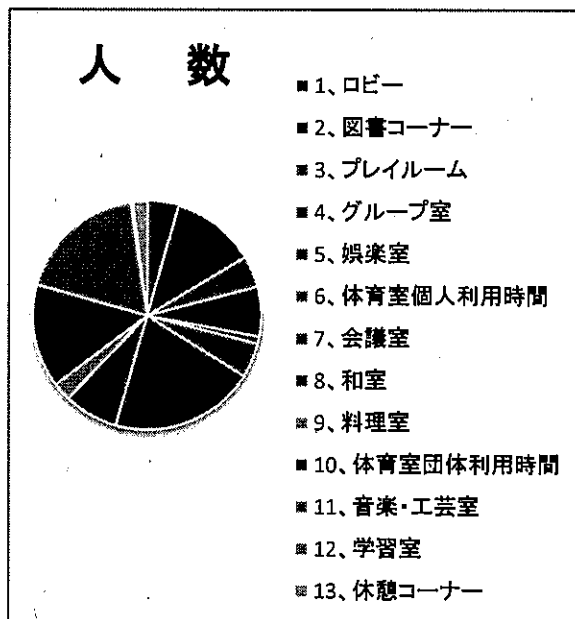 人 数
1、ロビー
2、図書コーナー
3、プレイルーム
4、グループ室
5、娯楽室
6、体育室個人利用時間
7、会議室
8、和室
9、料理室
10、体育室団体利用時間
11、音楽・工芸室
12、学習室
13、休憩コーナー